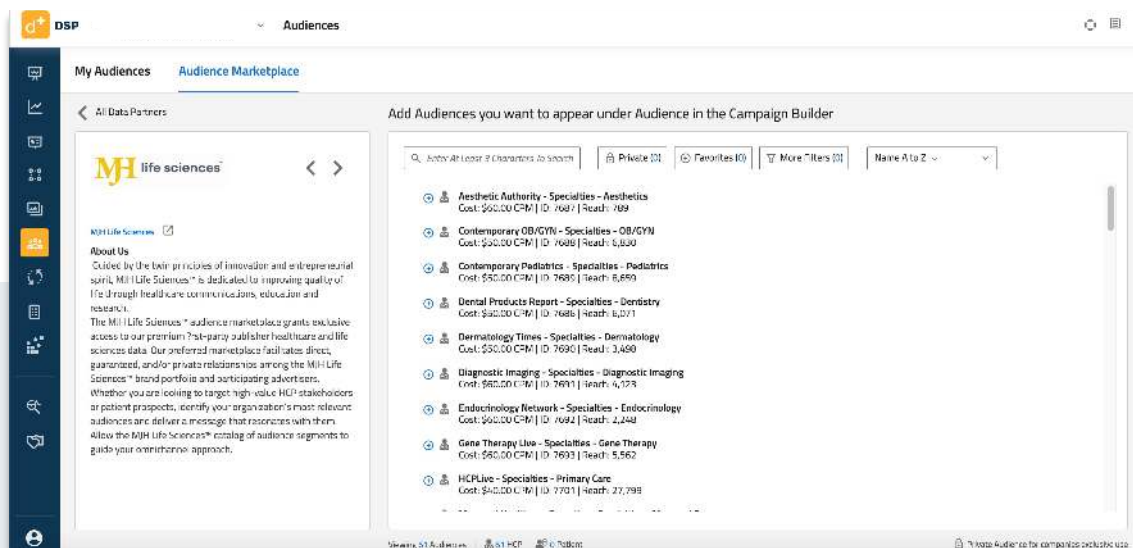 d+ DSP
Audiences
My Audiences Audience Marketplace
All Data Partners
Add Audiences you want to appear under Audience in the Campaign Builder
MJH life sciences™
Enter At Least 3 Characters To Search
Private (0)
Favorites (0)
More Filters (0)
Name A to Z
MJH Life Sciences
About Us
Guided by the twin principles of innovation and entrepreneurial
spirit, MJH Life Sciences™ is dedicated to improving quality of
life through healthcare communications, education and
research.
The MJH Life Sciences™ audience marketplace grants exclusive
access to our premium ?rst-party publisher healthcare and life
sciences data. Our preferred marketplace facilitates direct,
guaranteed, and/or private relationships among the MJH Life
Sciences™ brand portfolio and participating advertisers.
Whether you are looking to target high-value HCP stakeholders
or patient prospects, identify your organization's most relevant
audiences and deliver a message that resonates with them.
Allow the MJH Life Sciences™ catalog of audience segments to
guide your omnichannel approach.
Aesthetic Authority - Specialties - Aesthetics
Cost: $60.00 CPM | ID: 7687 | Reach: 789
Contemporary OB/GYN - Specialties - OB/GYN
Cost: $50.00 CPM | ID: 7688 | Reach: 6,830
Contemporary Pediatrics - Specialties - Pediatrics
Cost: $50.00 CPM | ID: 7689 | Reach: 6,659
Dental Products Report - Specialties - Dentistry
Cost: $50.00 CPM | ID: 7686 | Reach: 8,071
Dermatology Times - Specialties - Dermatology
Cost: $50.00 CPM | ID: 7690 | Reach: 3,498
Diagnostic Imaging - Specialties - Diagnostic Imaging
Cost: $60.00 CPM | ID: 7691 | Reach: 4,123
Endocrinology Network - Specialties - Endocrinology
Cost: $60.00 CPM | ID: 7692 | Reach: 2,248
Gene Therapy Live - Specialties - Gene Therapy
Cost: $60.00 CPM | ID: 7693 | Reach: 5,562
HCPLive - Specialties - Primary Care
Cost: $40.00 CPM | ID: 7701 | Reach: 27,799
Viewing 61 Audiences 61 HCP 0 Patient
Private Audience for companies exclusive use